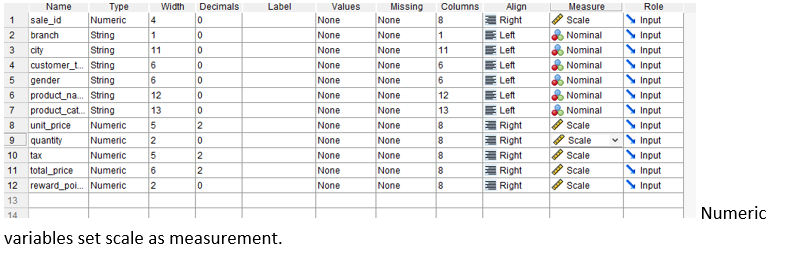 Name Type Width Decimals Label Values Missing Columns Align Measure Role
1 sale_id Numeric 4 0 None None 8 Right Scale Input
2 branch String 1 0 None None 1 Left Nominal Input
3 city String 11 0 None None 11 Left Nominal Input
4 customer_t... String 6 0 None None 6 Left Nominal Input
5 gender String 6 0 None None 6 Left Nominal Input
6 product_na... String 12 0 None None 12 Left Nominal Input
7 product_cat... String 13 0 None None 13 Left Nominal Input
8 unit_price Numeric 5 2 None None 8 Right Scale Input
9 quantity Numeric 2 0 None None 8 Right Scale Input
10 tax Numeric 5 2 None None 8 Right Scale Input
11 total_price Numeric 6 2 None None 8 Right Scale Input
12 reward_poi... Numeric 2 0 None None 8 Right Scale Input
13
14
Numeric
variables set scale as measurement.